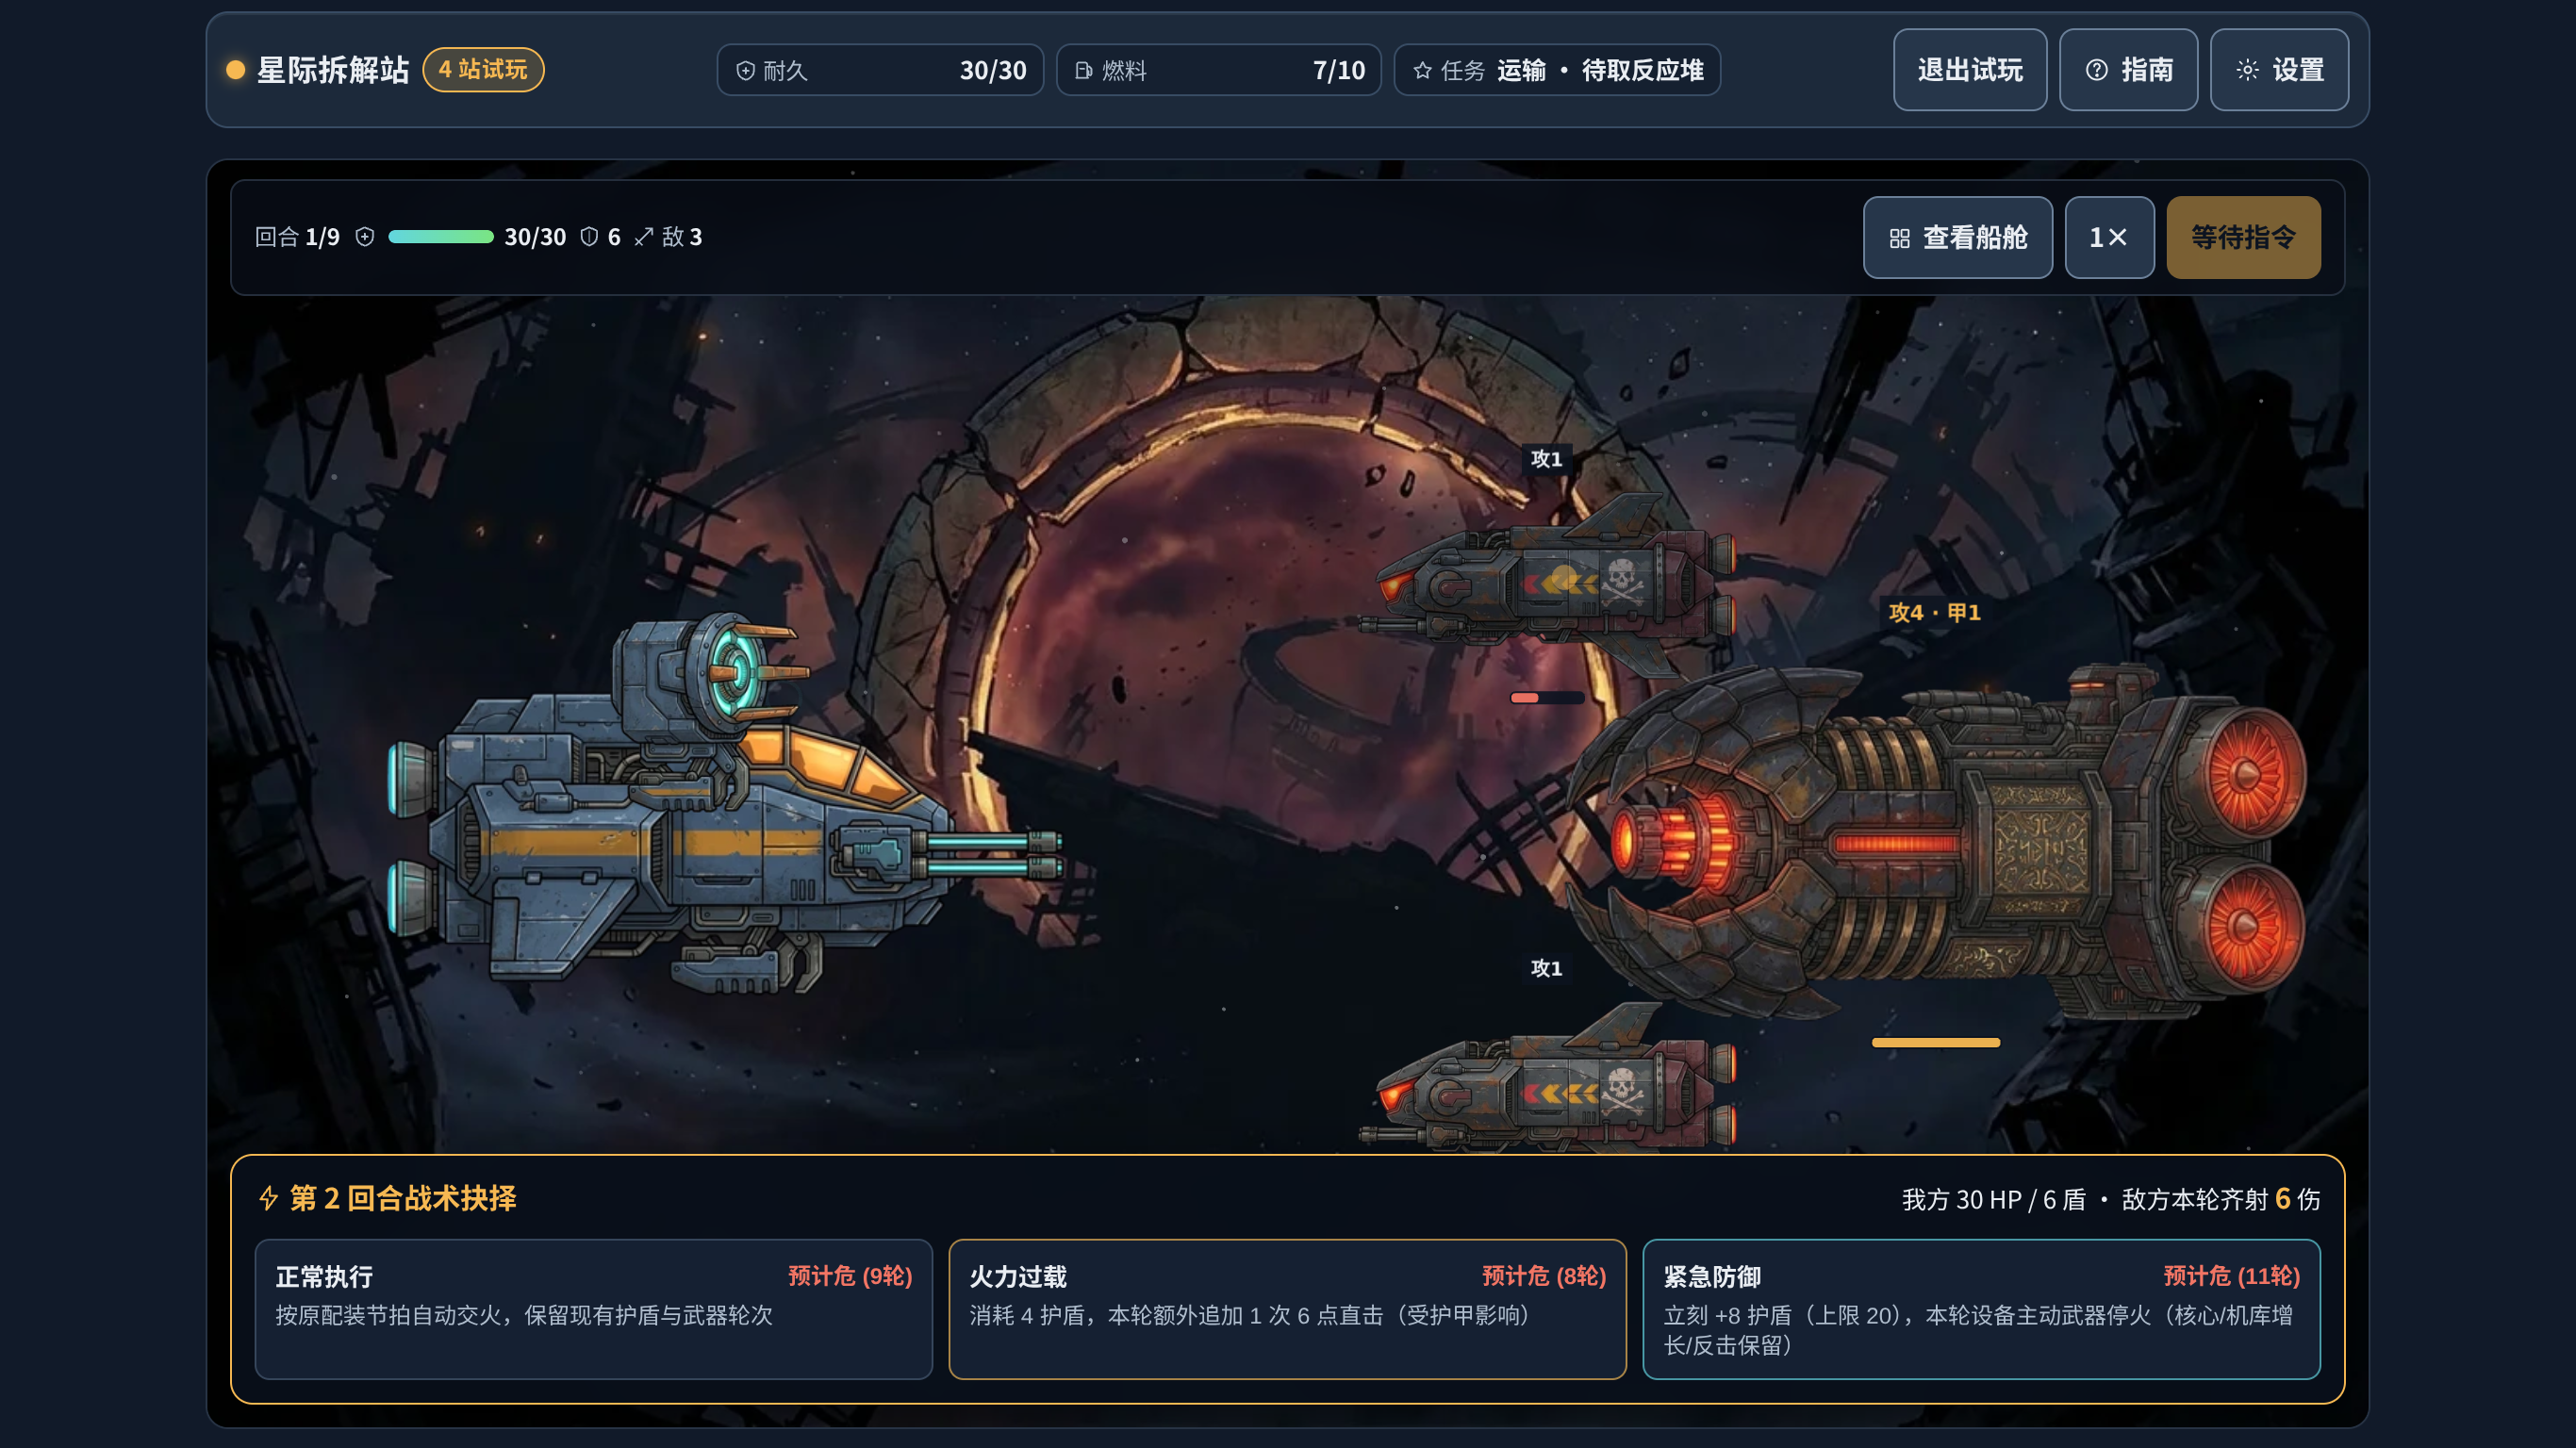 星际拆解站 4 站试玩 耐久 30/30 燃料 7/10 任务 运输 • 待取反应堆 退出试玩 指南 设置
回合 1/9 30/30 6 敌 3 查看船舱 1× 等待指令
攻1
攻4 · 甲1
攻1
第 2 回合战术抉择 我方 30 HP / 6 盾 • 敌方本轮齐射 6 伤
正常执行 预计危 (9轮)
按原配装节拍自动交火，保留现有护盾与武器轮次
火力过载 预计危 (8轮)
消耗 4 护盾，本轮额外追加 1 次 6 点直击（受护甲影响）
紧急防御 预计危 (11轮)
立刻 +8 护盾（上限 20），本轮设备主动武器停火（核心/机库增
长/反击保留）